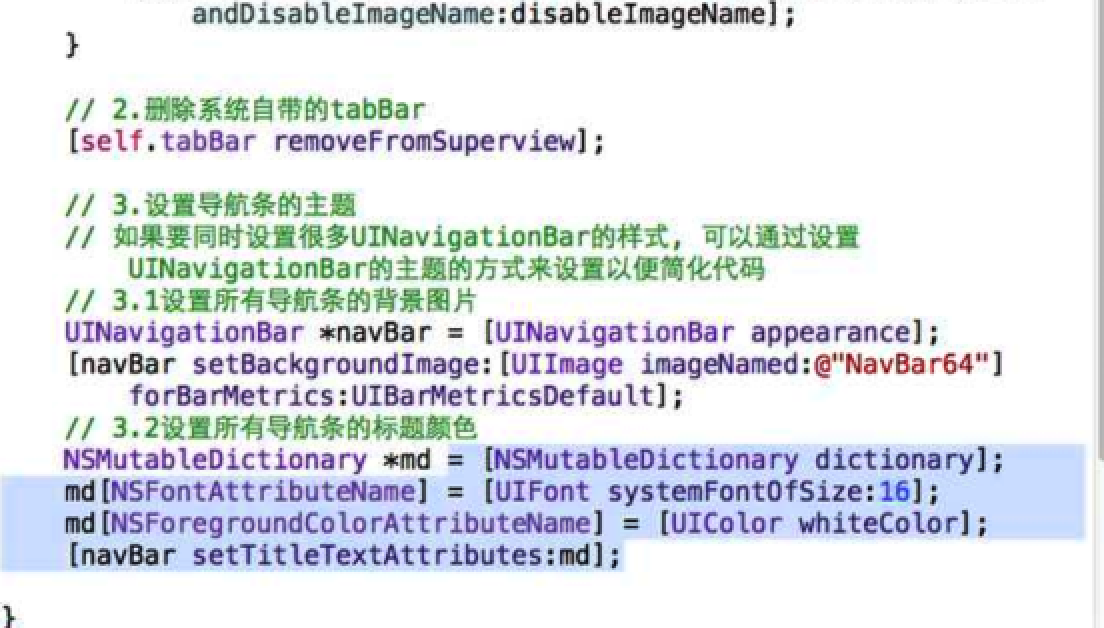 andDisableImageName:disableImageName];
}
// 2.删除系统自带的tabBar
[self.tabBar removeFromSuperview];
// 3.设置导航条的主题
// 如果要同时设置很多UINavigationBar的样式, 可以通过设置
UINavigationBar的主题的方式来设置以便简化代码
// 3.1设置所有导航条的背景图片
UINavigationBar *navBar = [UINavigationBar appearance];
[navBar setBackgroundImage:[UIImage imageNamed:@"NavBar64"]
forBarMetrics:UIBarMetricsDefault];
// 3.2设置所有导航条的标题颜色
NSMutableDictionary *md = [NSMutableDictionary dictionary];
md[NSFontAttributeName] = [UIFont systemFontOfSize:16];
md[NSForegroundColorAttributeName] = [UIColor whiteColor];
[navBar setTitleTextAttributes:md];
}